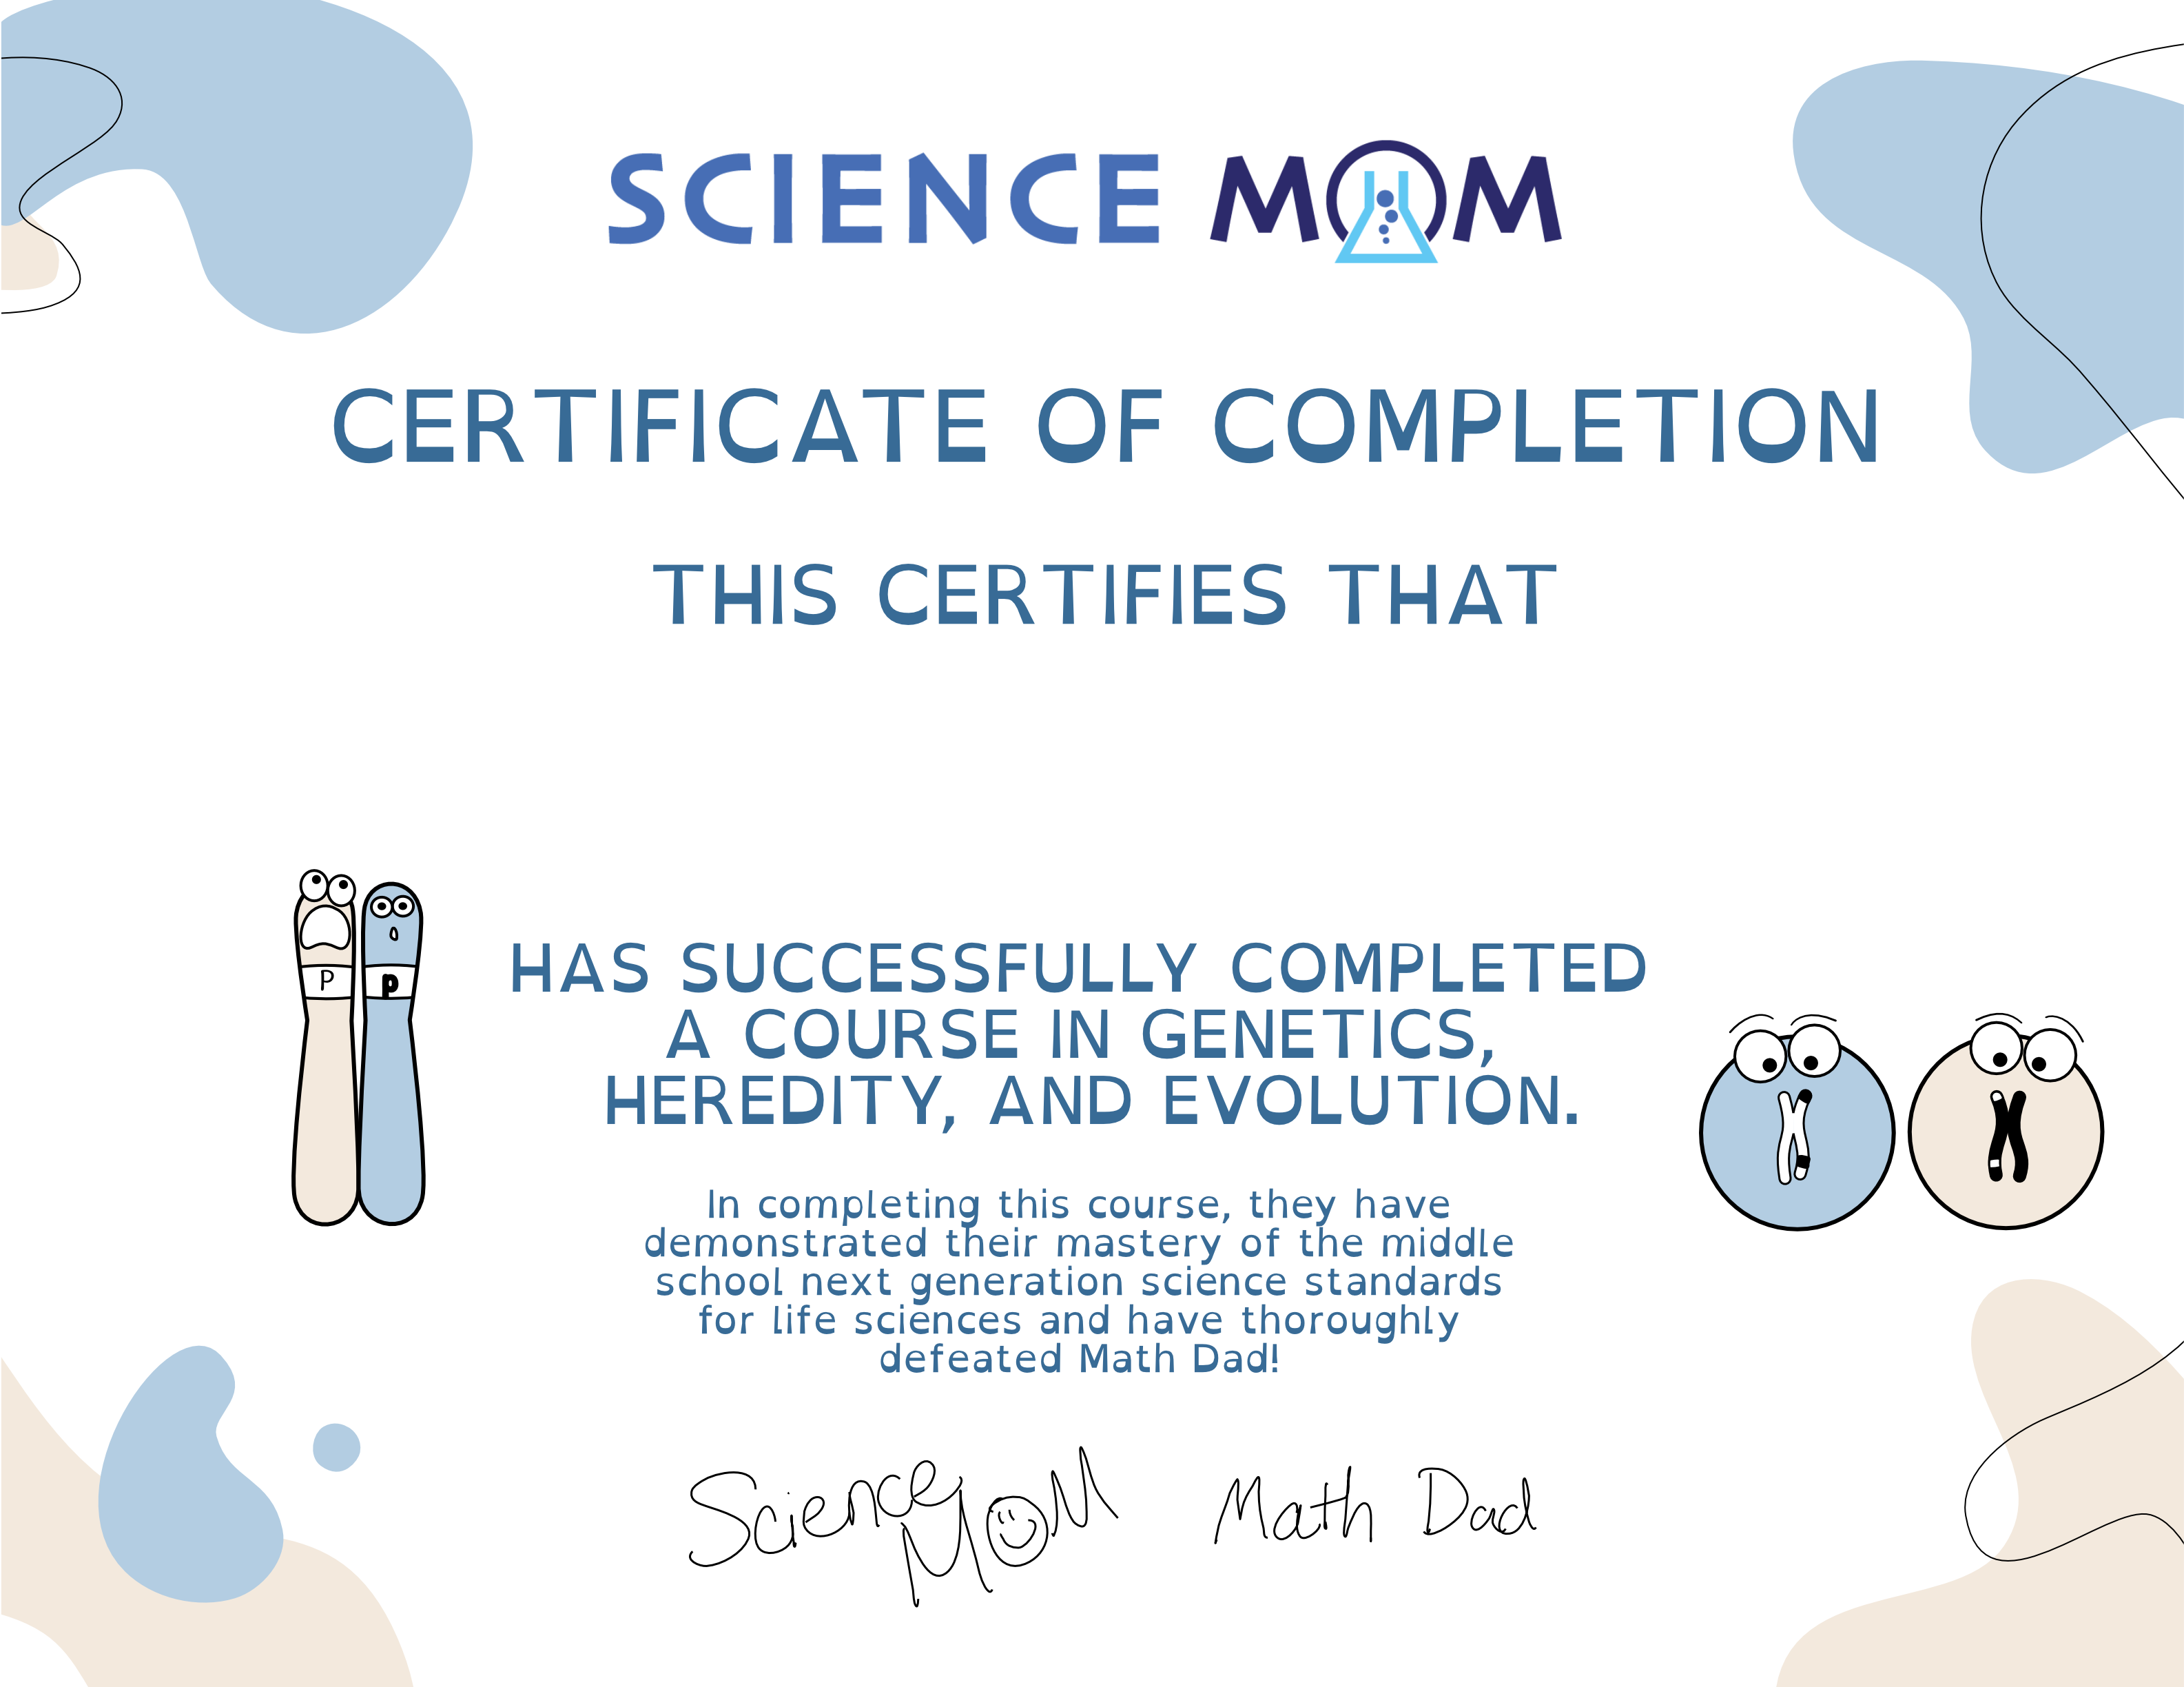 SCIENCE MOM
CERTIFICATE OF COMPLETION
THIS CERTIFIES THAT
P p
HAS SUCCESSFULLY COMPLETED
A COURSE IN GENETICS,
HEREDITY, AND EVOLUTION.
In completing this course, they have
demonstrated their mastery of the middle
school next generation science standards
for life sciences and have thoroughly
defeated Math Dad!
Science MOM Math Dad